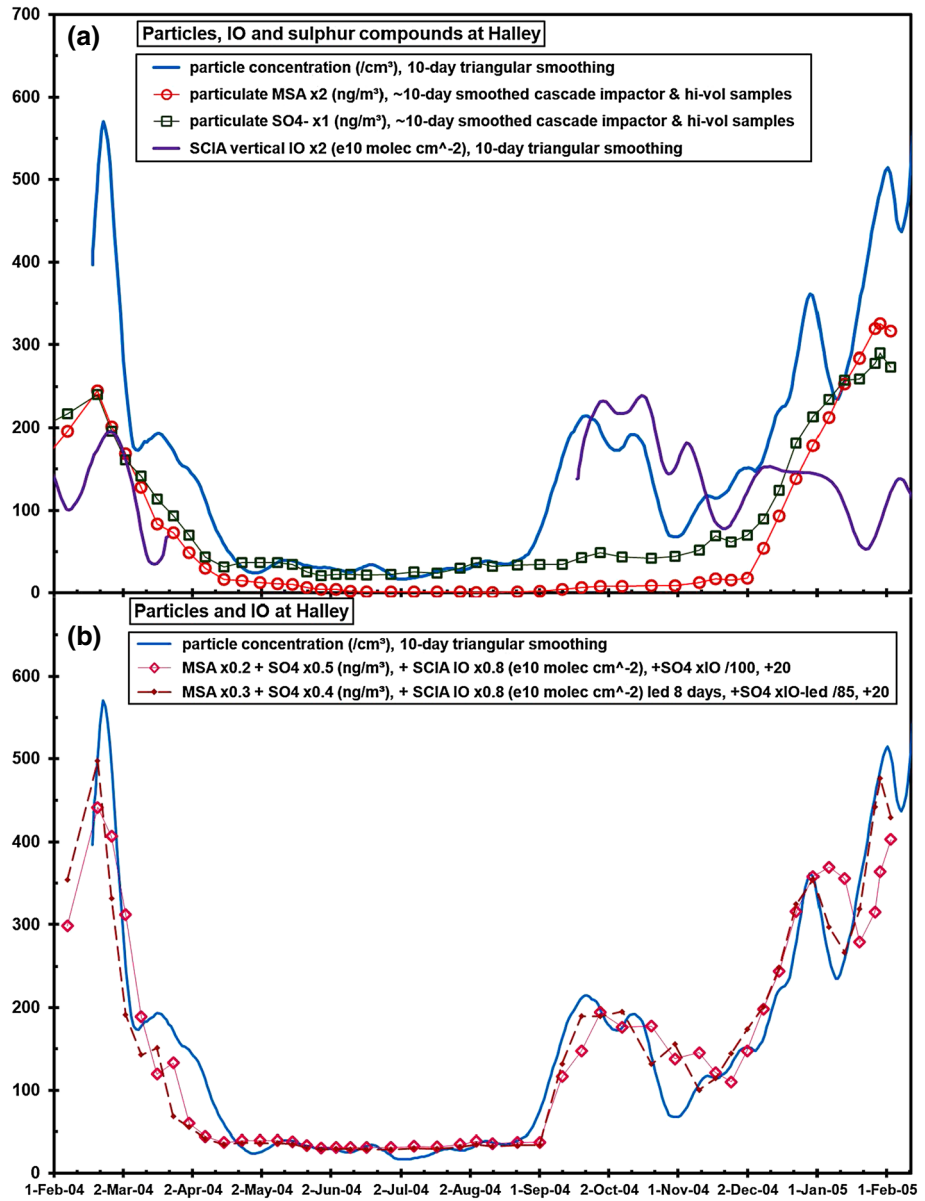 700
(a)
Particles, IO and sulphur compounds at Halley
particle concentration (/cm³), 10-day triangular smoothing
particulate MSA x2 (ng/m³), ~10-day smoothed cascade impactor & hi-vol samples
particulate SO4- x1 (ng/m³), ~10-day smoothed cascade impactor & hi-vol samples
SCIA vertical IO x2 (e10 molec cm^-2), 10-day triangular smoothing
600
500
400
300
200
100
0
(b)
Particles and IO at Halley
particle concentration (/cm³), 10-day triangular smoothing
MSA x0.2 + SO4 x0.5 (ng/m³), + SCIA IO x0.8 (e10 molec cm^-2), +SO4 xIO /100, +20
MSA x0.3 + SO4 x0.4 (ng/m³), + SCIA IO x0.8 (e10 molec cm^-2) led 8 days, +SO4 xIO-led /85, +20
600
500
400
300
200
100
0
1-Feb-04 2-Mar-04 2-Apr-04 2-May-04 2-Jun-04 2-Jul-04 2-Aug-04 1-Sep-04 2-Oct-04 1-Nov-04 2-Dec-04 1-Jan-05 1-Feb-05